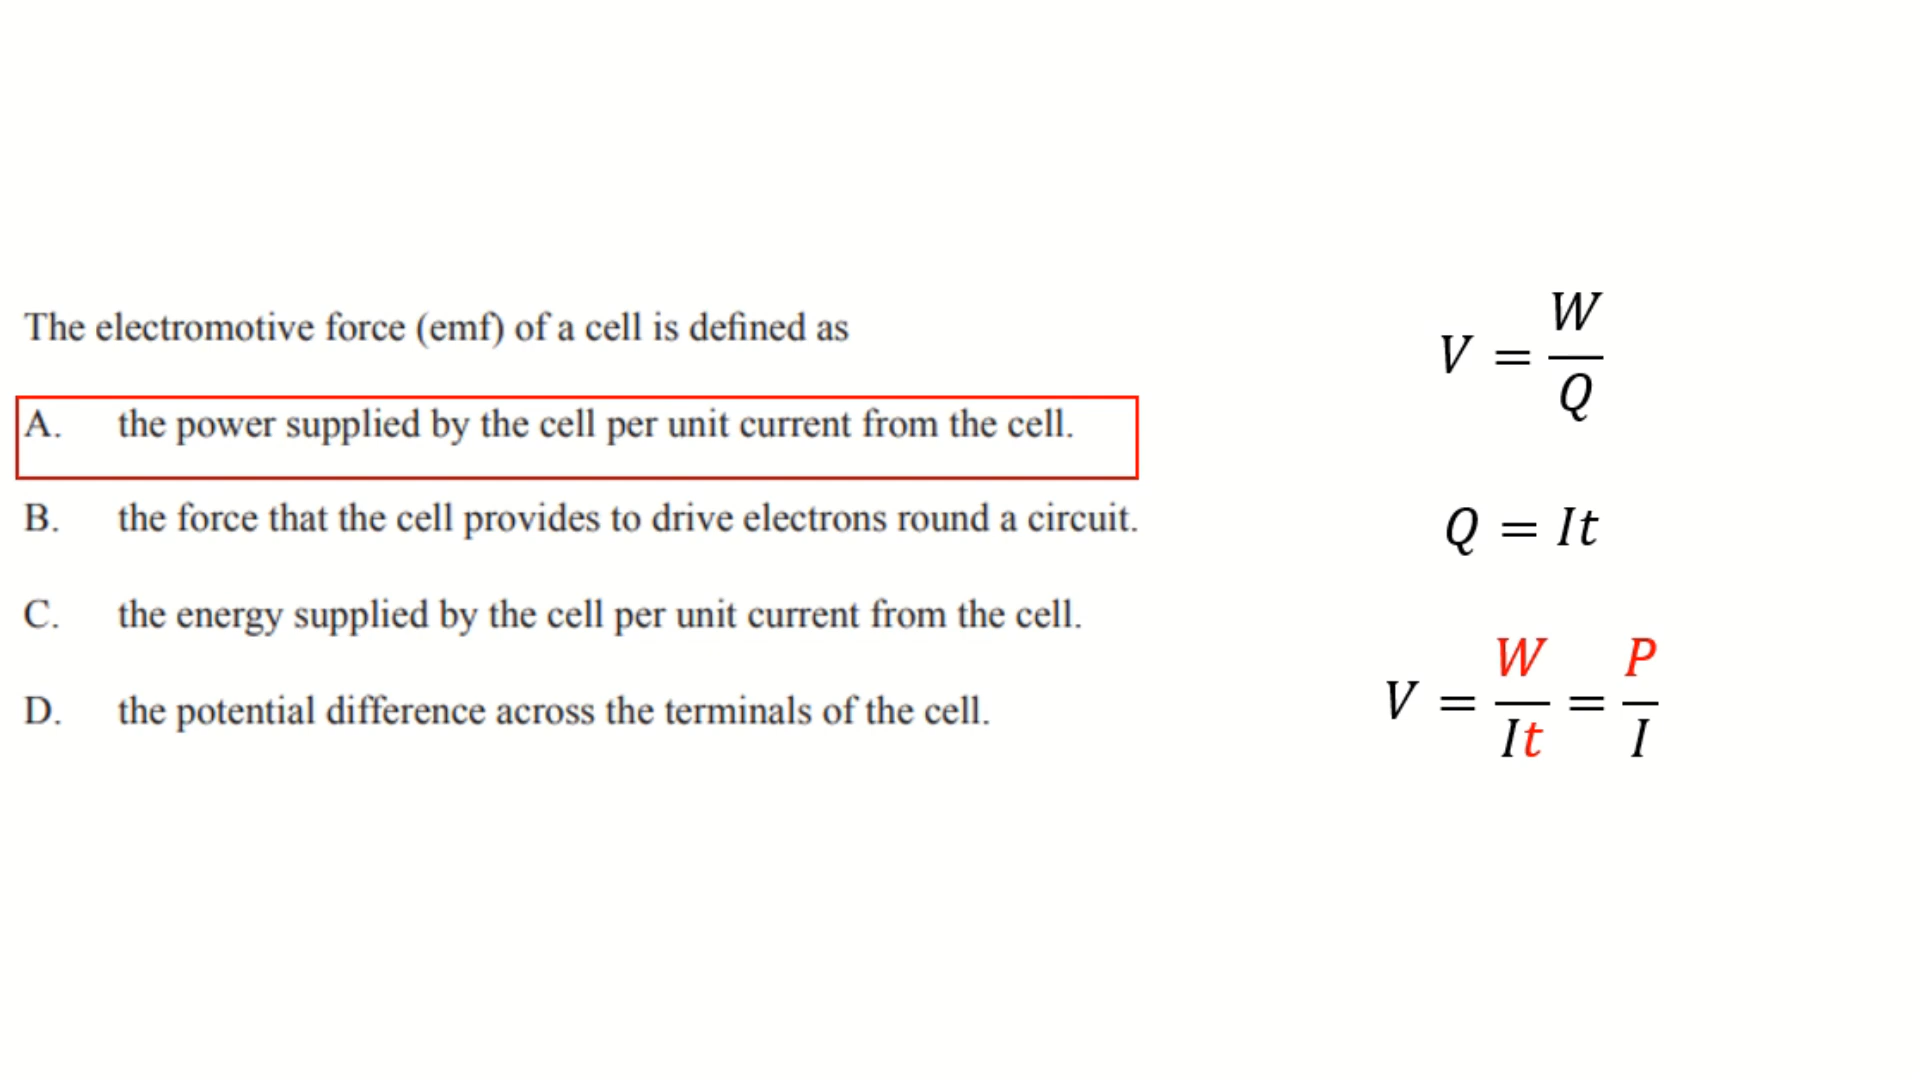 The electromotive force (emf) of a cell is defined as
A. the power supplied by the cell per unit current from the cell.
B. the force that the cell provides to drive electrons round a circuit.
C. the energy supplied by the cell per unit current from the cell.
D. the potential difference across the terminals of the cell.
V = W/Q
Q = It
V = W/It = P/I